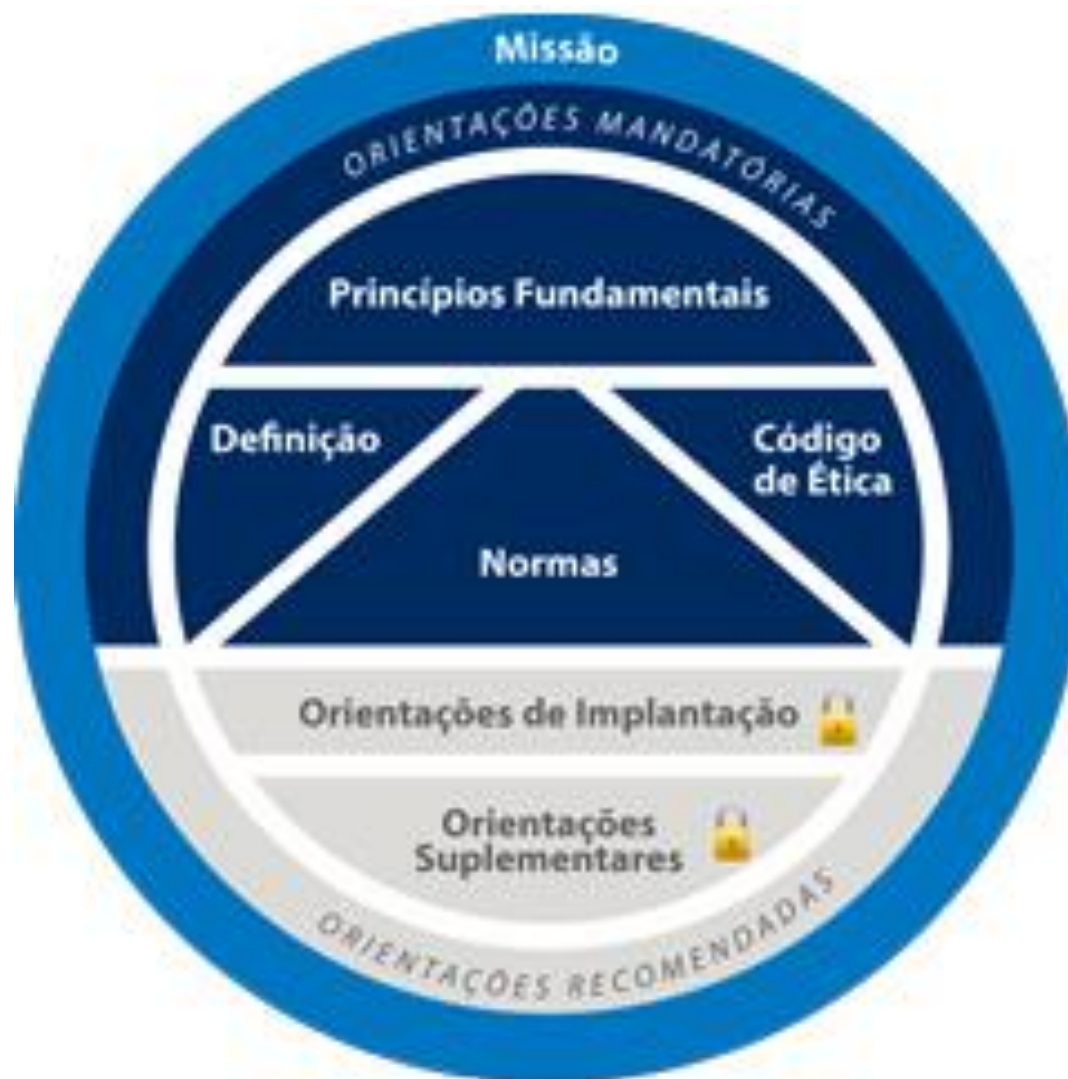 Missão
ORIENTAÇÕES MANDATÓRIAS
Princípios Fundamentais
Definição
Código
de Ética
Normas
Orientações de Implantação
Orientações
Suplementares
ORIENTAÇÕES RECOMENDADAS